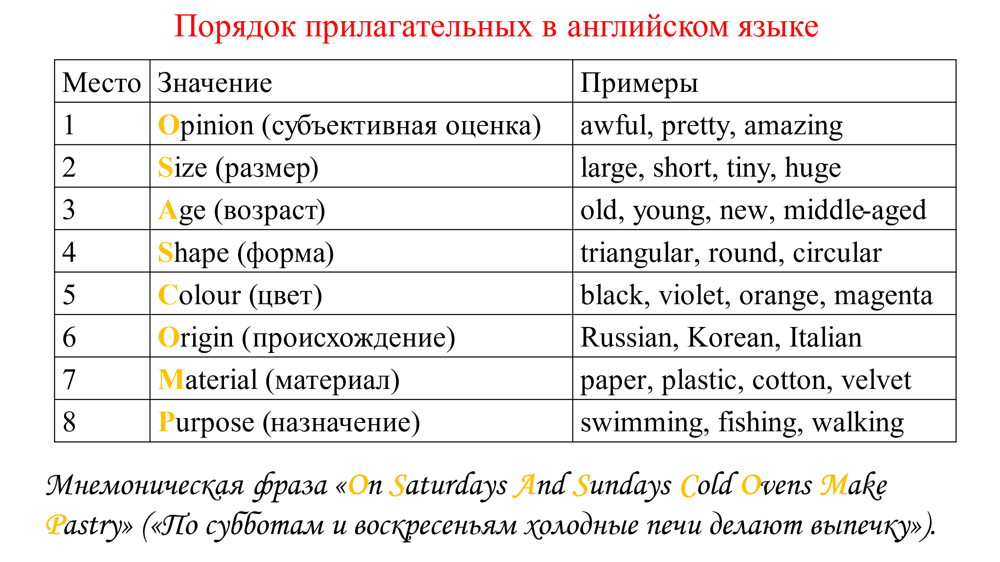 Порядок прилагательных в английском языке
Место Значение Примеры
1 Opinion (субъективная оценка) awful, pretty, amazing
2 Size (размер) large, short, tiny, huge
3 Age (возраст) old, young, new, middle-aged
4 Shape (форма) triangular, round, circular
5 Colour (цвет) black, violet, orange, magenta
6 Origin (происхождение) Russian, Korean, Italian
7 Material (материал) paper, plastic, cotton, velvet
8 Purpose (назначение) swimming, fishing, walking
Мнемоническая фраза «On Saturdays And Sundays Cold Ovens Make
Pastry» («По субботам и воскресеньям холодные печи делают выпечку»).